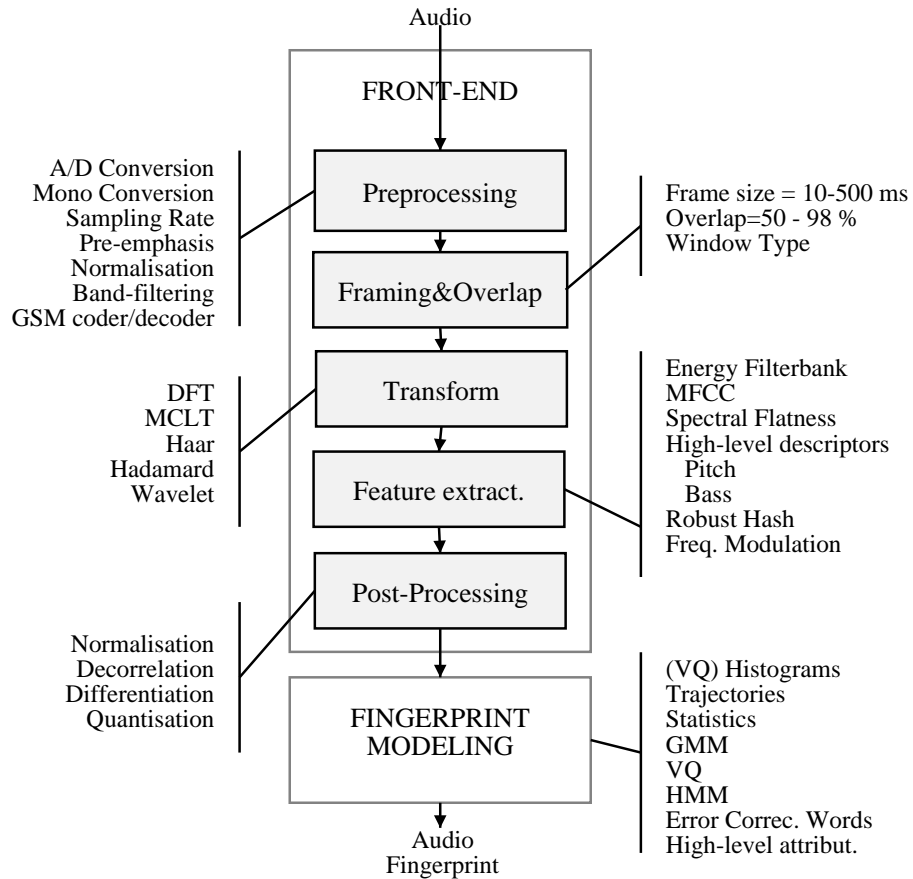 Audio
FRONT-END
A/D Conversion
Mono Conversion
Sampling Rate
Pre-emphasis
Normalisation
Band-filtering
GSM coder/decoder
Preprocessing
Frame size = 10-500 ms
Overlap=50 - 98 %
Window Type
Framing&Overlap
DFT
MCLT
Haar
Hadamard
Wavelet
Transform
Energy Filterbank
MFCC
Spectral Flatness
High-level descriptors
Pitch
Bass
Robust Hash
Freq. Modulation
Feature extract.
Post-Processing
Normalisation
Decorrelation
Differentiation
Quantisation
FINGERPRINT
MODELING
(VQ) Histograms
Trajectories
Statistics
GMM
VQ
HMM
Error Correc. Words
High-level attribut.
Audio
Fingerprint